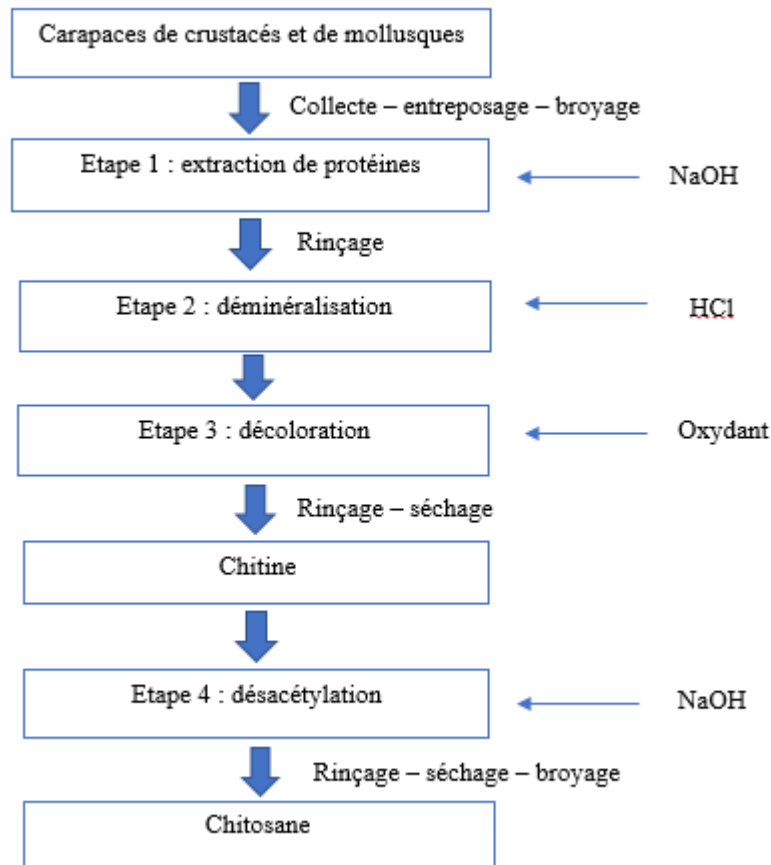 Carapaces de crustacés et de mollusques
Collecte – entreposage – broyage
Etape 1 : extraction de protéines
NaOH
Rinçage
Etape 2 : déminéralisation
HCl
Etape 3 : décoloration
Oxydant
Rinçage – séchage
Chitine
Etape 4 : désacétylation
NaOH
Rinçage – séchage – broyage
Chitosane